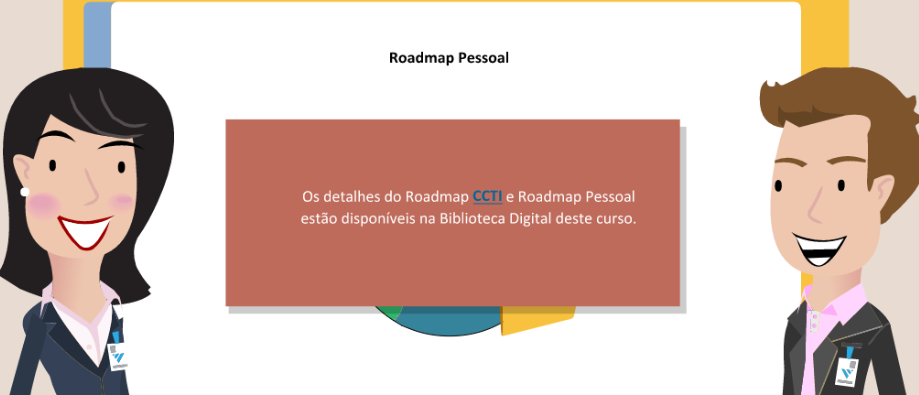 Roadmap Pessoal
Os detalhes do Roadmap CCTI e Roadmap Pessoal
estão disponíveis na Biblioteca Digital deste curso.